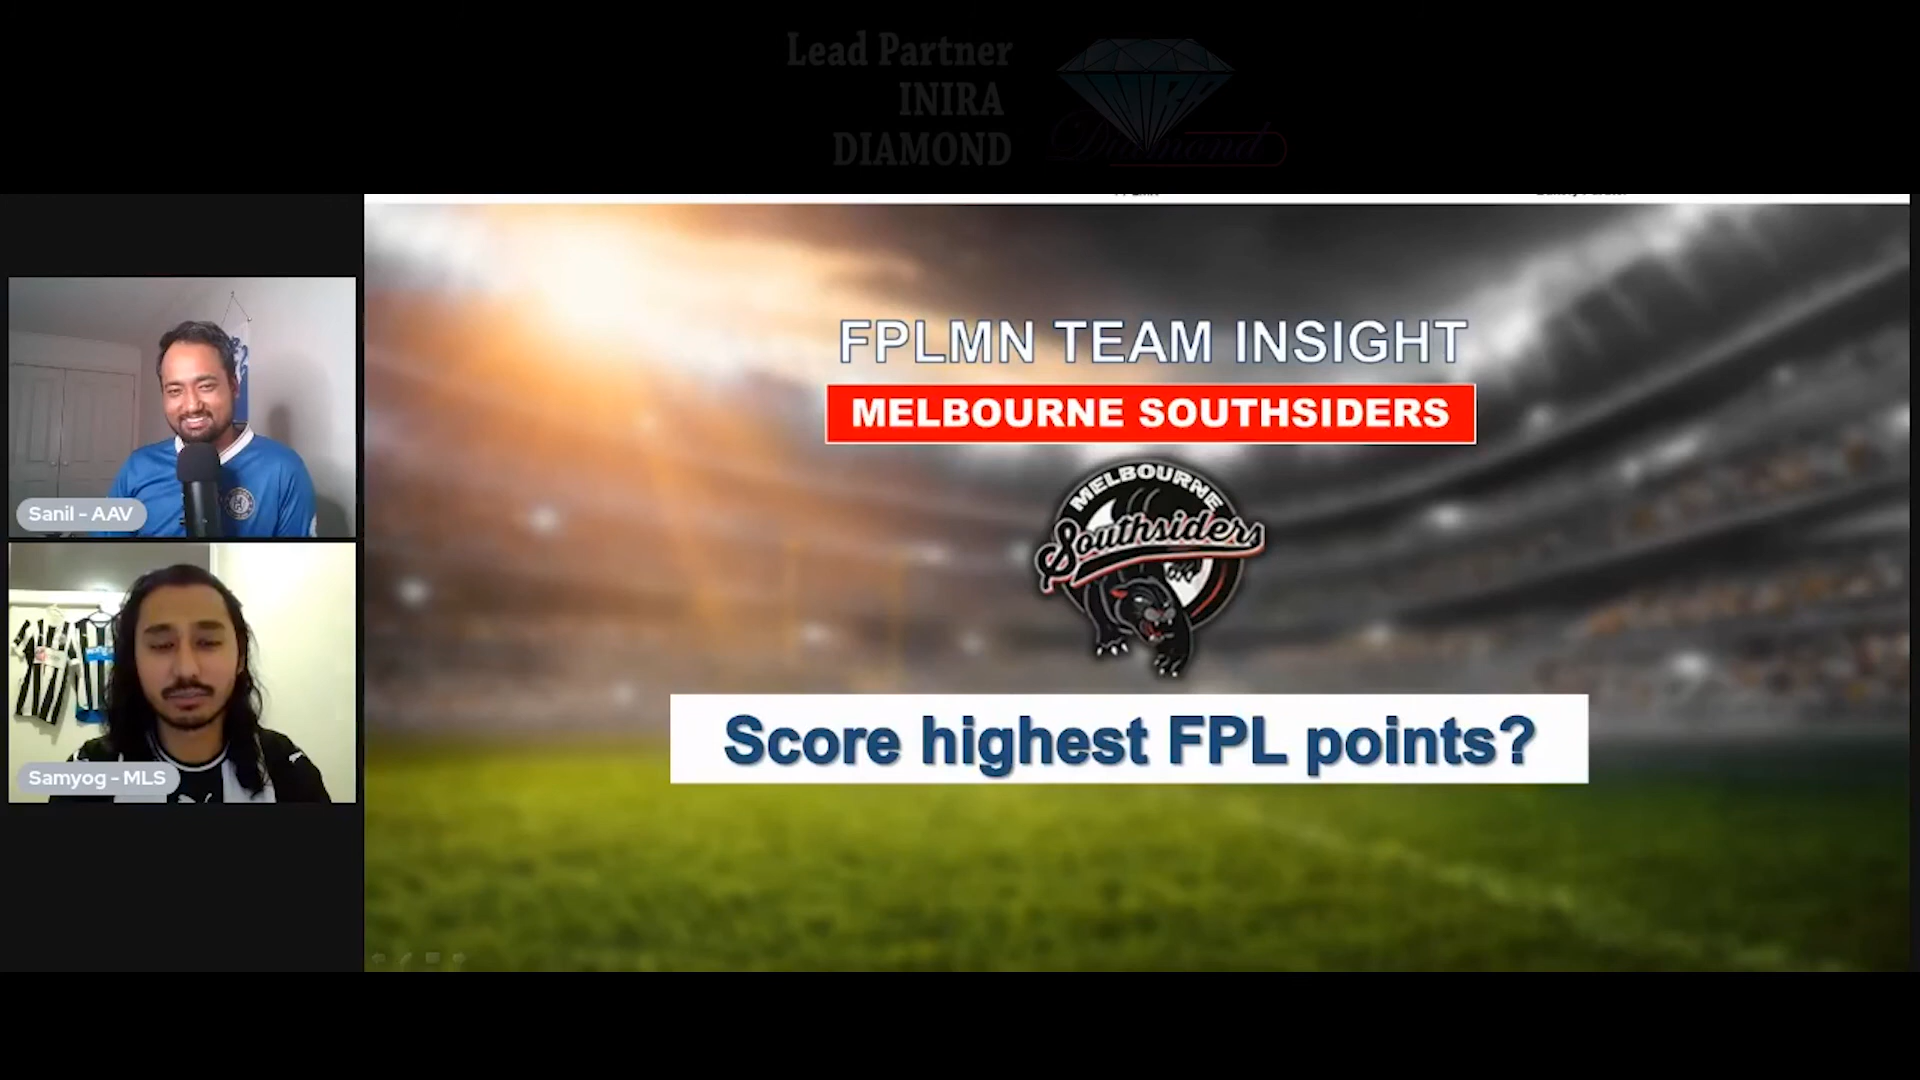 Lead Partner
INIRA
DIAMOND
Diamond
FPLMN TEAM INSIGHT
MELBOURNE SOUTHSIDERS
MELBOURNE
Southsiders
Score highest FPL points?
Sanil - AAV
Samyog - MLS